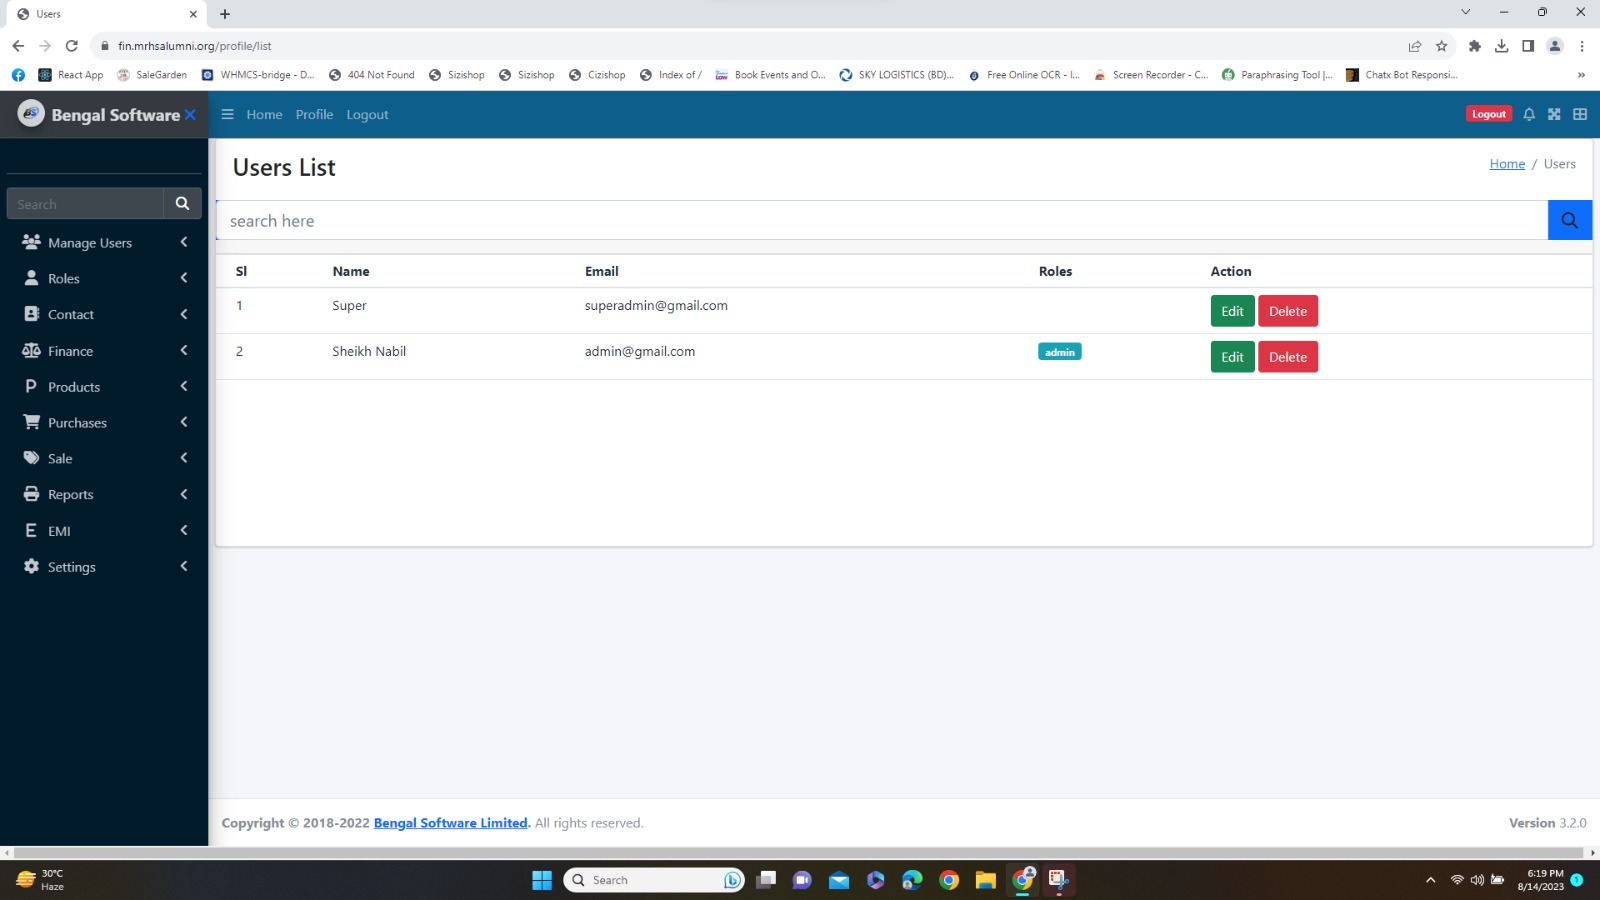 Users
fin.mrhsalumni.org/profile/list
React App
SaleGarden
WHMCS-bridge - D...
404 Not Found
Sizishop
Sizishop
Cizishop
Index of /
Book Events and O...
SKY LOGISTICS (BD)...
Free Online OCR - I...
Screen Recorder - C...
Paraphrasing Tool |...
Chatx Bot Responsi...
Bengal Software
Home Profile Logout
Logout
Users List
Home / Users
Search
search here
Manage Users
Roles
Contact
Finance
P Products
Purchases
Sale
Reports
E EMI
Settings
Sl Name Email Roles Action
1 Super superadmin@gmail.com Edit Delete
2 Sheikh Nabil admin@gmail.com admin Edit Delete
Copyright © 2018-2022 Bengal Software Limited. All rights reserved.
Version 3.2.0
30°C
Haze
Search
6:19 PM
8/14/2023
1